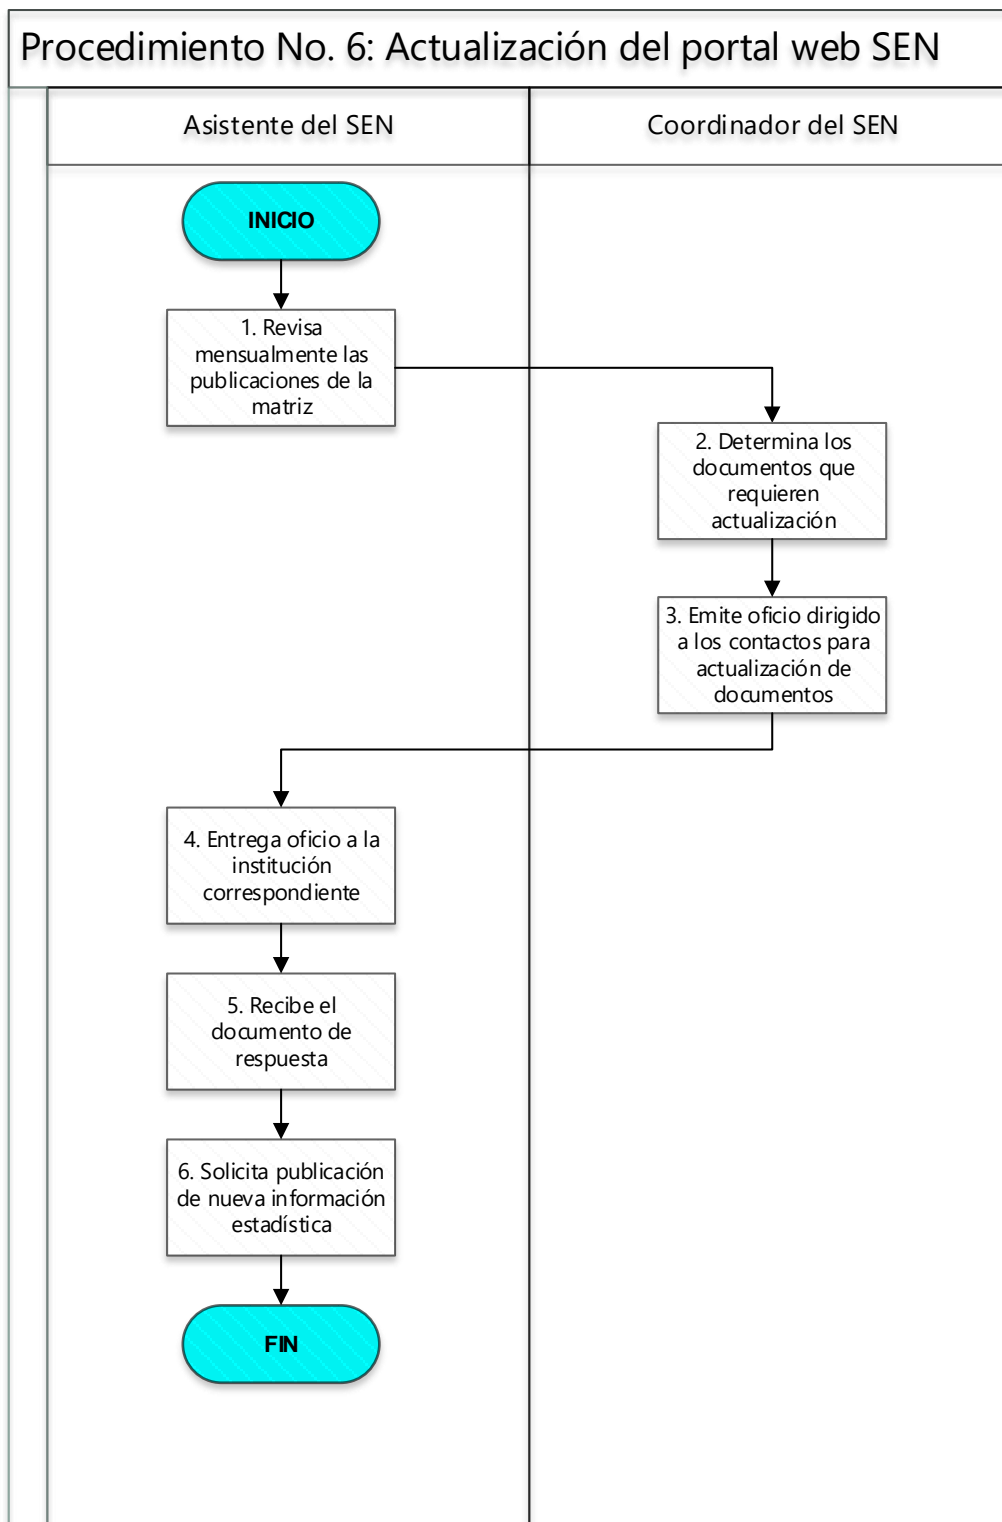 Procedimiento No. 6: Actualización del portal web SEN
Asistente del SEN
Coordinador del SEN
INICIO
1. Revisa
mensualmente las
publicaciones de la
matriz
2. Determina los
documentos que
requieren
actualización
3. Emite oficio dirigido
a los contactos para
actualización de
documentos
4. Entrega oficio a la
institución
correspondiente
5. Recibe el
documento de
respuesta
6. Solicita publicación
de nueva información
estadística
FIN